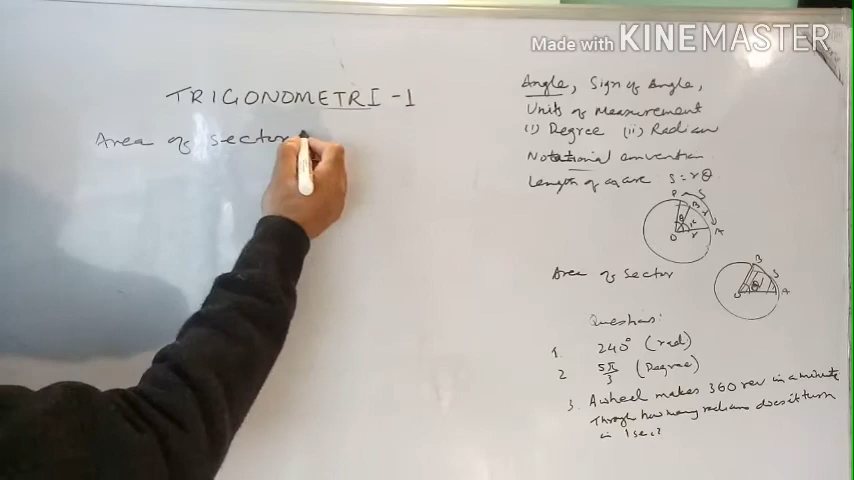 Made with KINEMASTER
TRIGONOMETRI - 1
Area of sector
Angle, Sign of Angle,
Units of Measurement
(i) Degree (ii) Radian
Notational convention
Length of an arc S = rθ
P S
B
θ r A
O r
Area of Sector
B
S
O θ A
Questions:
1. 240° (rad)
2 5π/3 (Degree)
3. A wheel makes 360 rev in a minute
Through how many radians does it turn
in 1 sec?